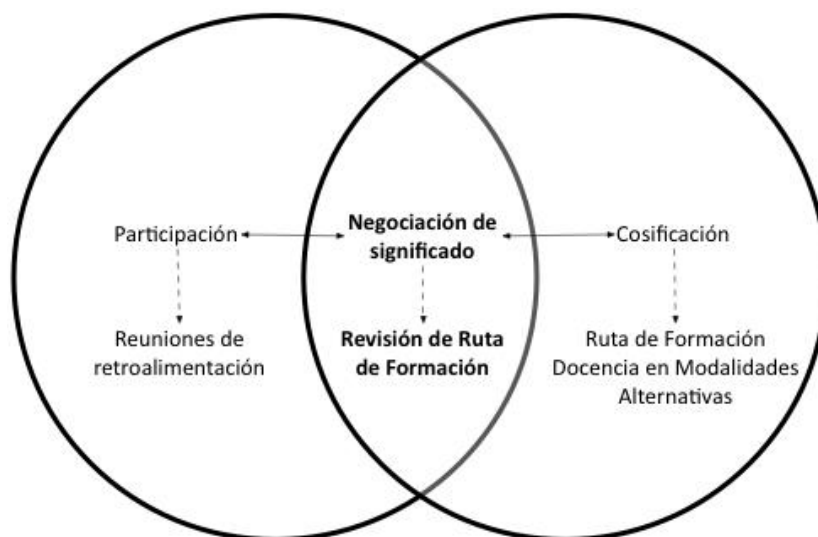 Participación
Negociación de
significado
Cosificación
Reuniones de
retroalimentación
Revisión de Ruta
de Formación
Ruta de Formación
Docencia en Modalidades
Alternativas